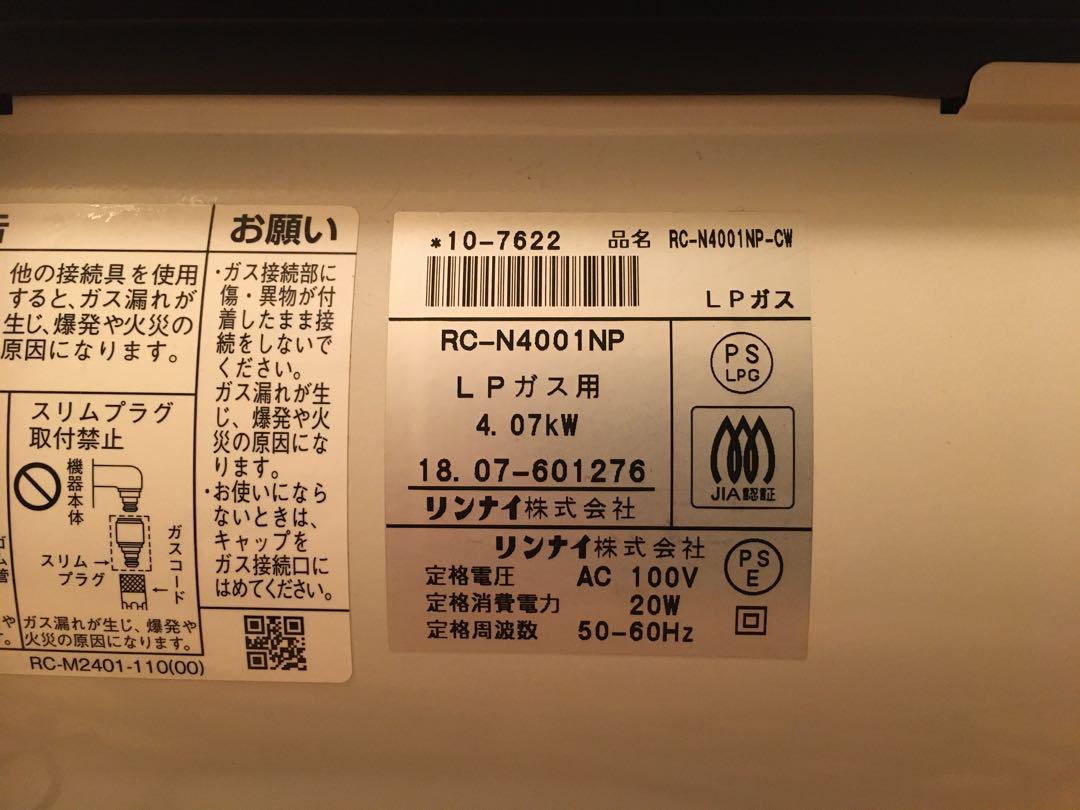 告
他の接続具を使用
すると、ガス漏れが
生じ、爆発や火災の
原因になります。
スリムプラグ
取付禁止
機器本体
ガスコード
スリム
プラグ
ゴム管
や
す。
ガス漏れが生じ、爆発や
火災の原因になります。
RC-M2401-110(00)
お願い
・ガス接続部に
傷・異物が付
着したまま接
続をしないで
ください。
ガス漏れが生
じ、爆発や火
災の原因にな
ります。
・お使いになら
ないときは、
キャップを
ガス接続口に
はめてください。
*10-7622 品名 RC-N4001NP-CW
LPガス
RC-N4001NP
LPガス用
4.07kW
18.07-601276
リンナイ株式会社
PS
LPG
JIA認証
リンナイ株式会社
定格電圧 AC 100V
定格消費電力 20W
定格周波数 50-60Hz
PS
E